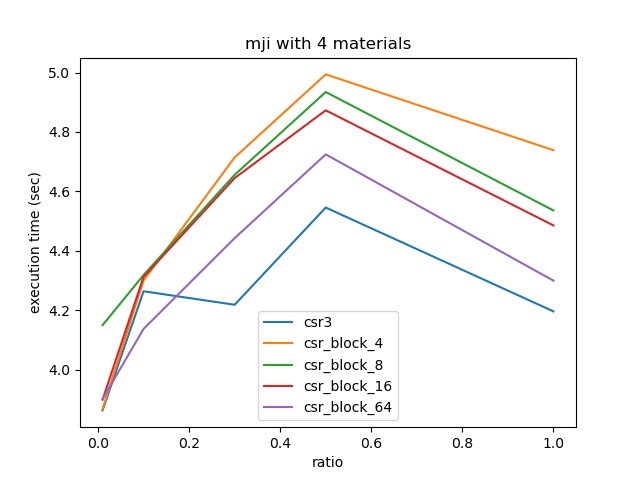 mji with 4 materials
execution time (sec)
5.0
4.8
4.6
4.4
4.2
4.0
csr3
csr_block_4
csr_block_8
csr_block_16
csr_block_64
0.0 0.2 0.4 0.6 0.8 1.0
ratio